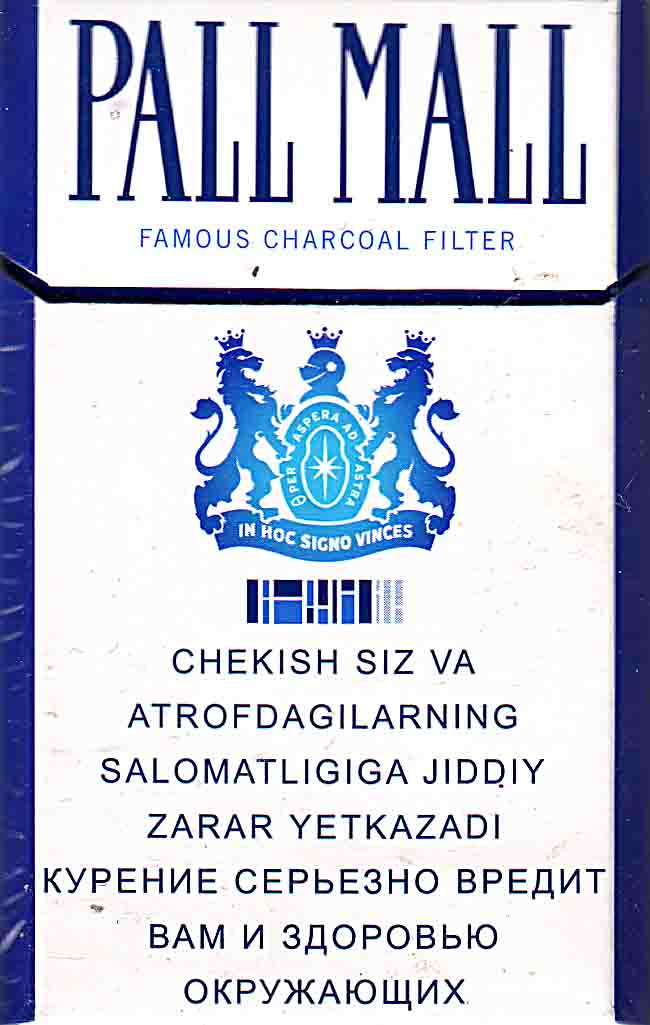 PALL MALL
FAMOUS CHARCOAL FILTER
PER ASPERA AD ASTRA
IN HOC SIGNO VINCES
CHEKISH SIZ VA
ATROFDAGILARNING
SALOMATLIGIGA JIDDIY
ZARAR YETKAZADI
КУРЕНИЕ СЕРЬЕЗНО ВРЕДИТ
ВАМ И ЗДОРОВЬЮ
ОКРУЖАЮЩИХ